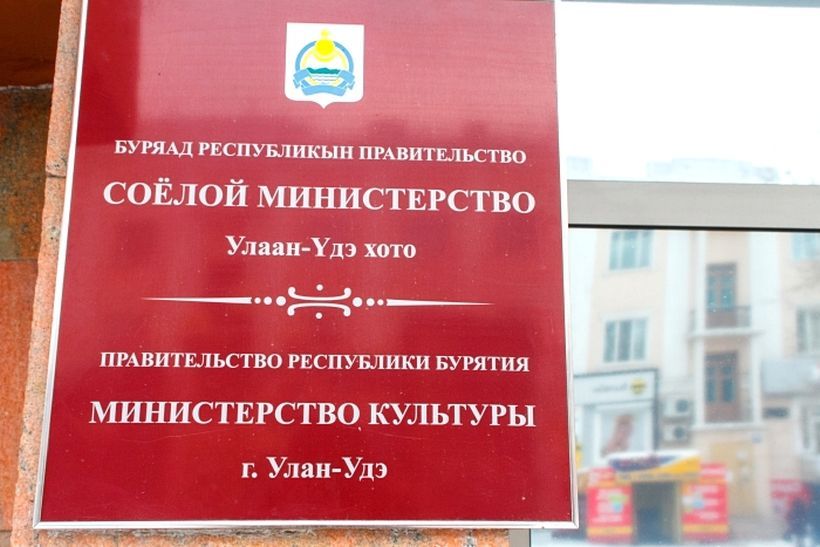 БУРЯАД РЕСПУБЛИКЫН ПРАВИТЕЛЬСТВО
СОЁЛОЙ МИНИСТЕРСТВО
Улаан-Үдэ хото
ПРАВИТЕЛЬСТВО РЕСПУБЛИКИ БУРЯТИЯ
МИНИСТЕРСТВО КУЛЬТУРЫ
г. Улан-Удэ